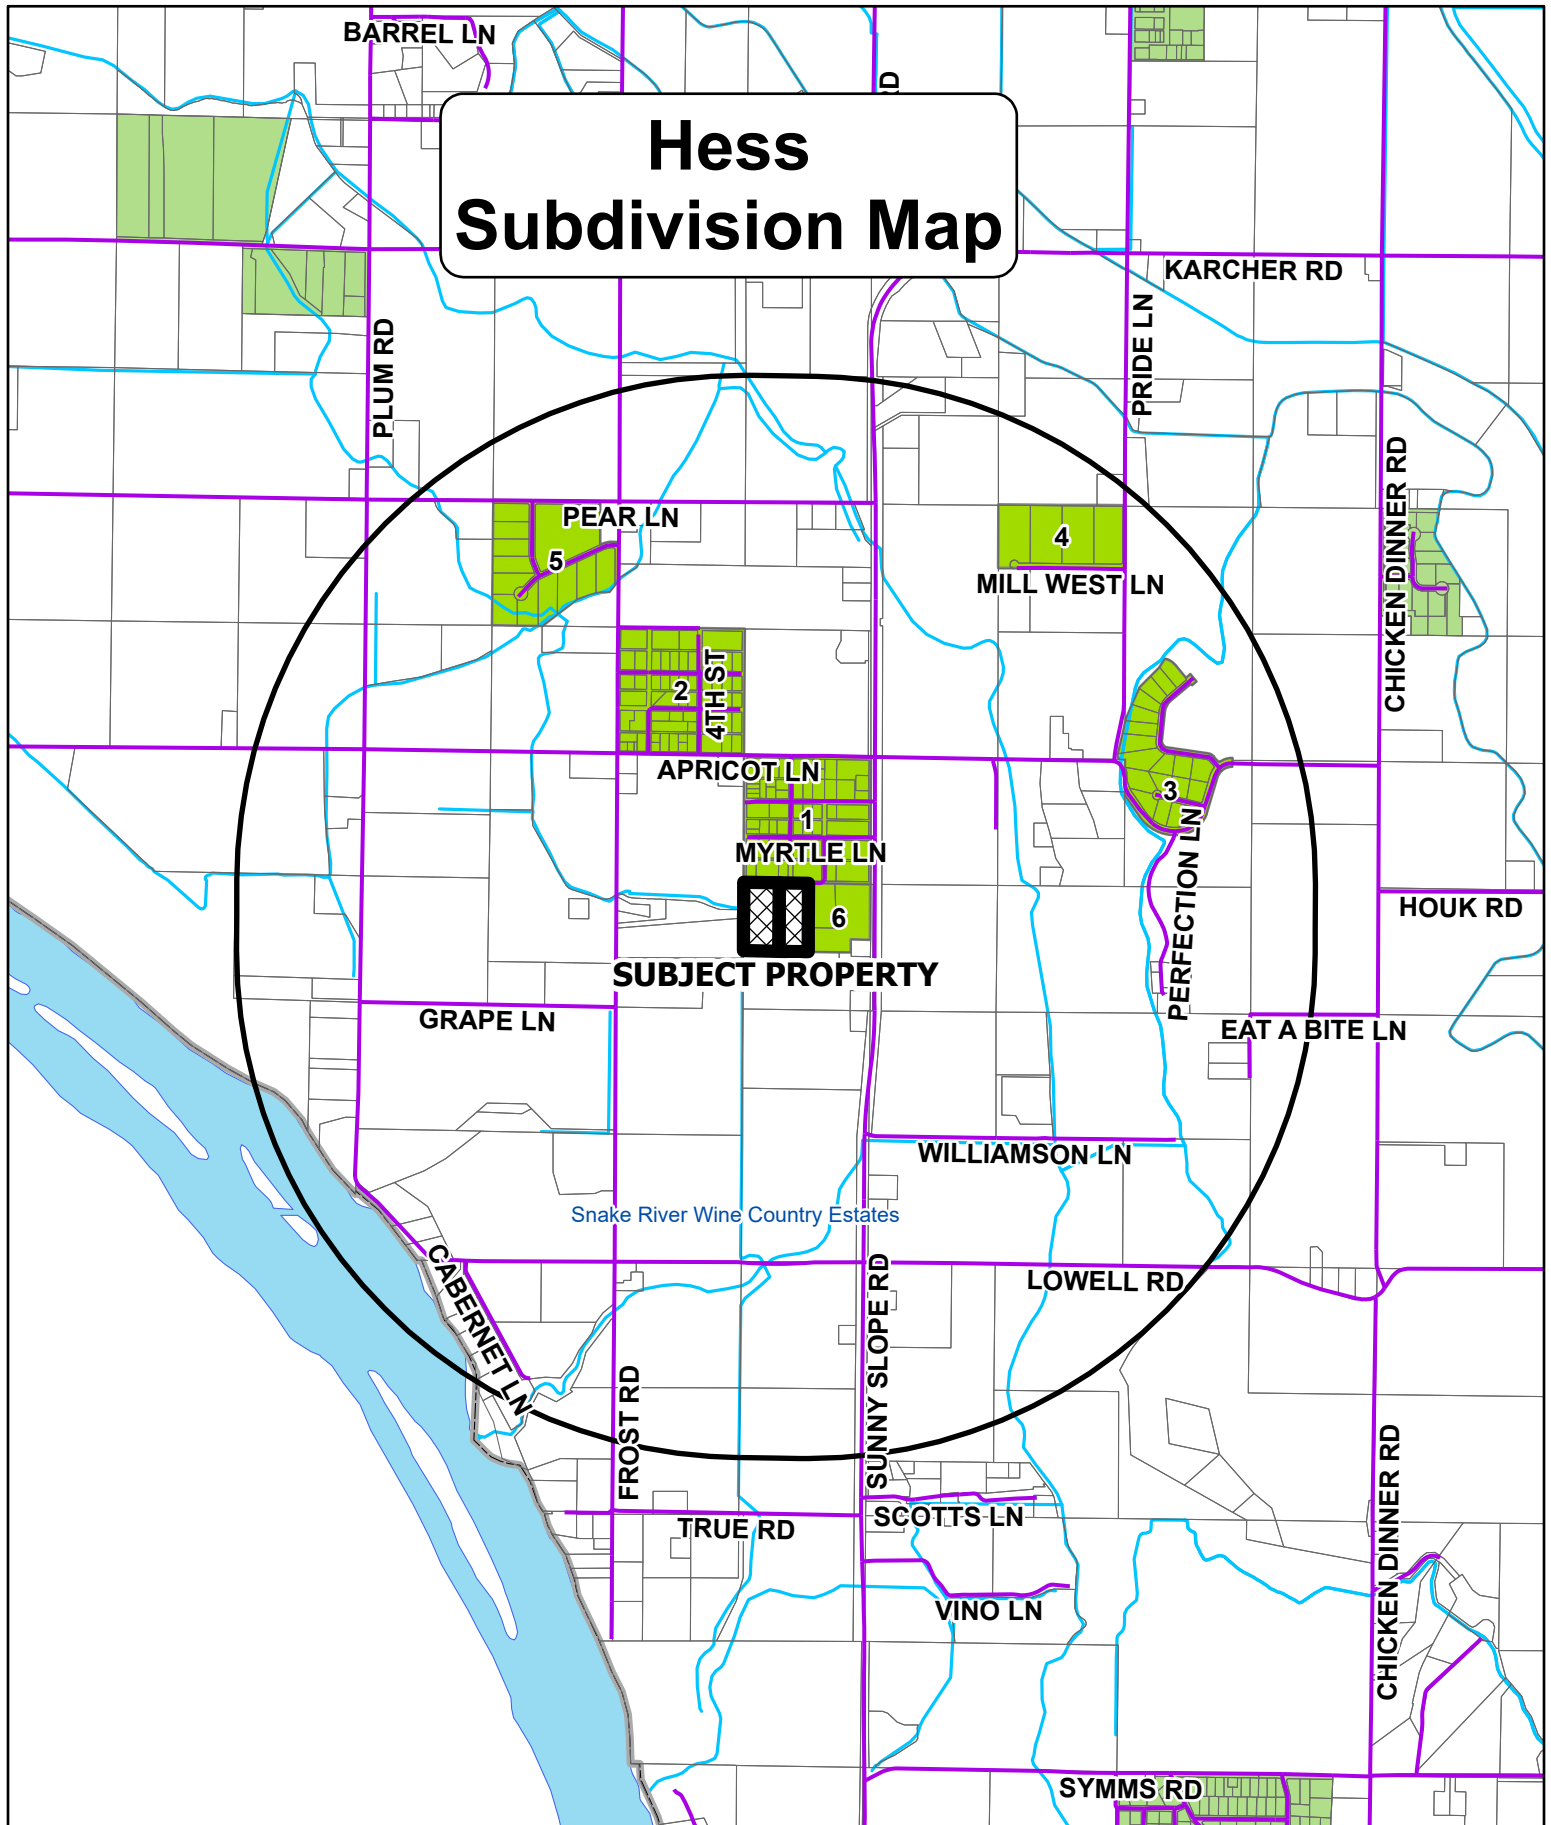 BARREL LN
RD
Hess
Subdivision Map
KARCHER RD
PLUM RD
PRIDE LN
CHICKEN DINNER RD
PEAR LN
5
4
MILL WEST LN
2
4TH ST
APRICOT LN
1
3
MYRTLE LN
PERFECTION LN
6
HOUK RD
SUBJECT PROPERTY
GRAPE LN
EAT A BITE LN
WILLIAMSON LN
Snake River Wine Country Estates
CABERNET LN
LOWELL RD
SUNNY SLOPE RD
FROST RD
CHICKEN DINNER RD
TRUE RD
SCOTTS LN
VINO LN
SYMMS RD